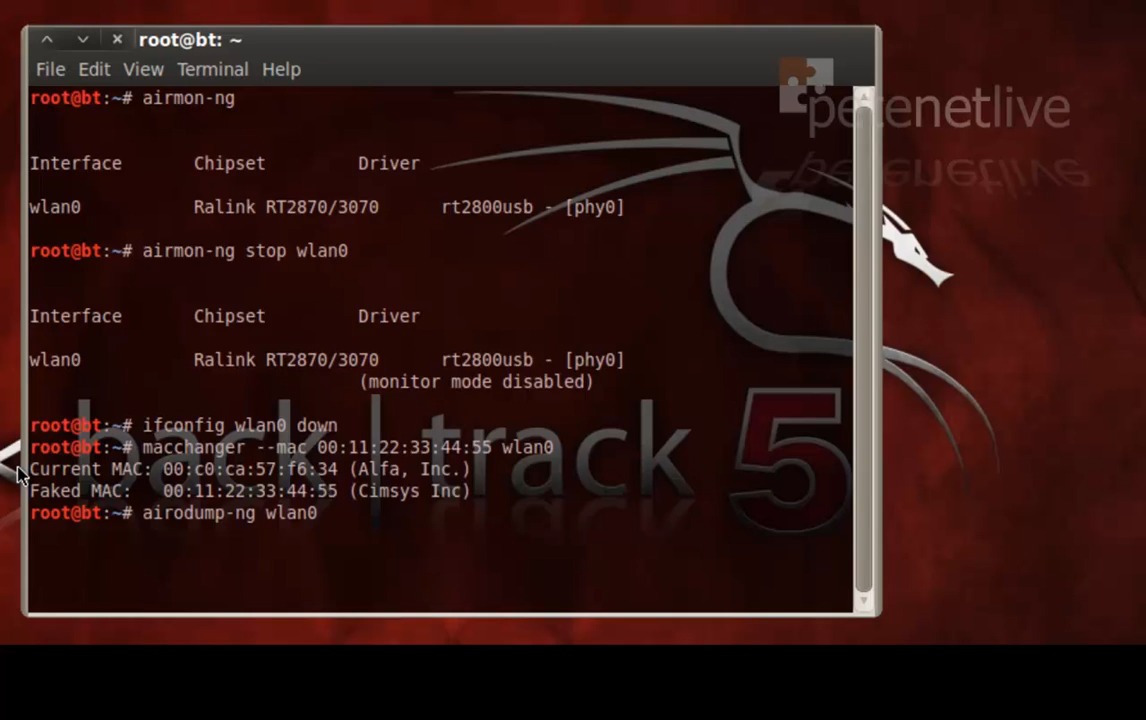 root@bt: ~
File Edit View Terminal Help
petenetlive
root@bt:~# airmon-ng
Interface Chipset Driver
wlan0 Ralink RT2870/3070 rt2800usb - [phy0]
root@bt:~# airmon-ng stop wlan0
Interface Chipset Driver
wlan0 Ralink RT2870/3070 rt2800usb - [phy0]
(monitor mode disabled)
root@bt:~# ifconfig wlan0 down
root@bt:~# macchanger --mac 00:11:22:33:44:55 wlan0
Current MAC: 00:c0:ca:57:f6:34 (Alfa, Inc.)
Faked MAC: 00:11:22:33:44:55 (Cimsys Inc)
root@bt:~# airodump-ng wlan0
back|track 5